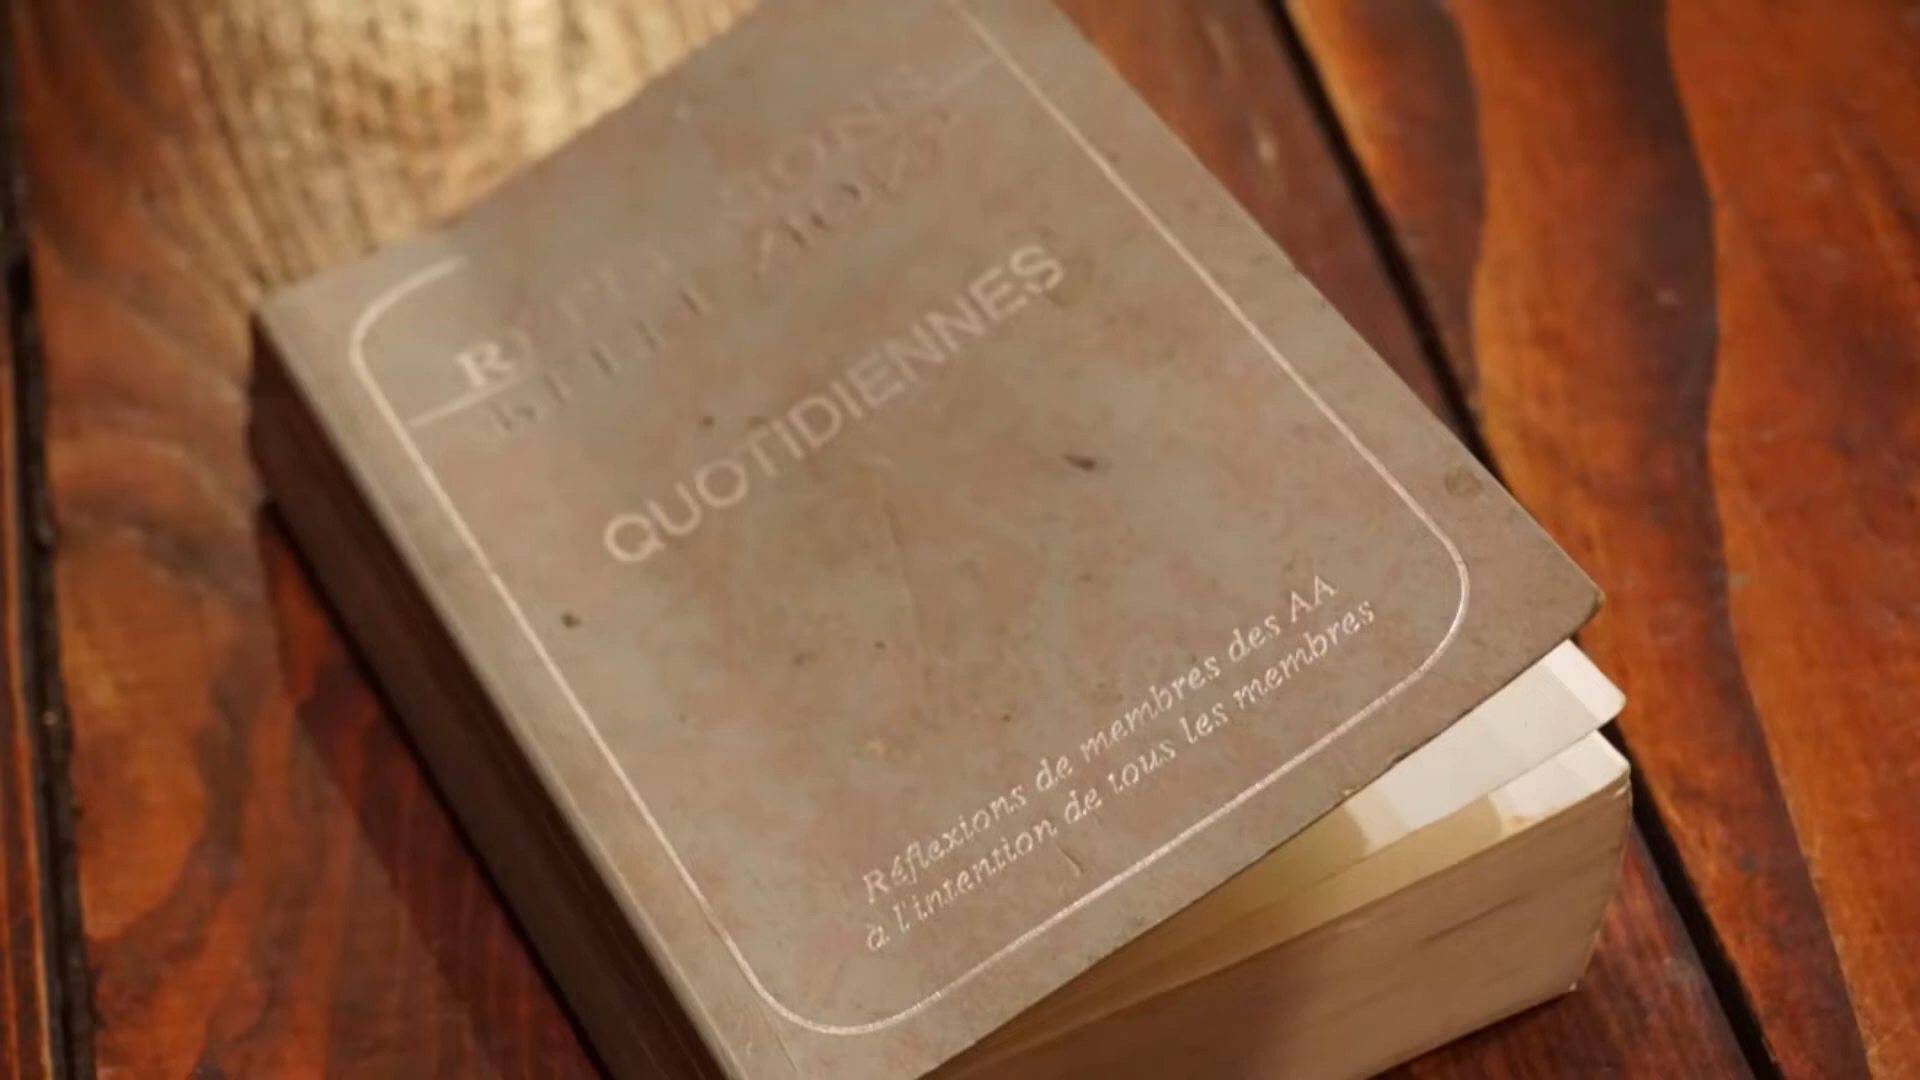 QUOTIDIENNES
Réflexions de membres des AA
à l'intention de tous les membres